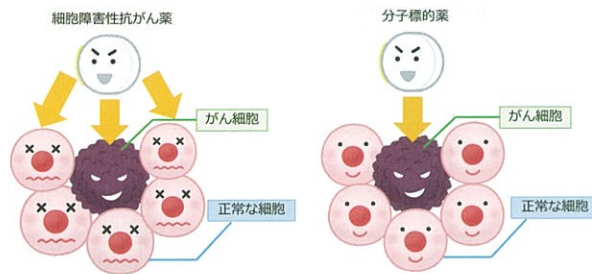 細胞障害性抗がん薬
がん細胞
正常な細胞
分子標的薬
がん細胞
正常な細胞